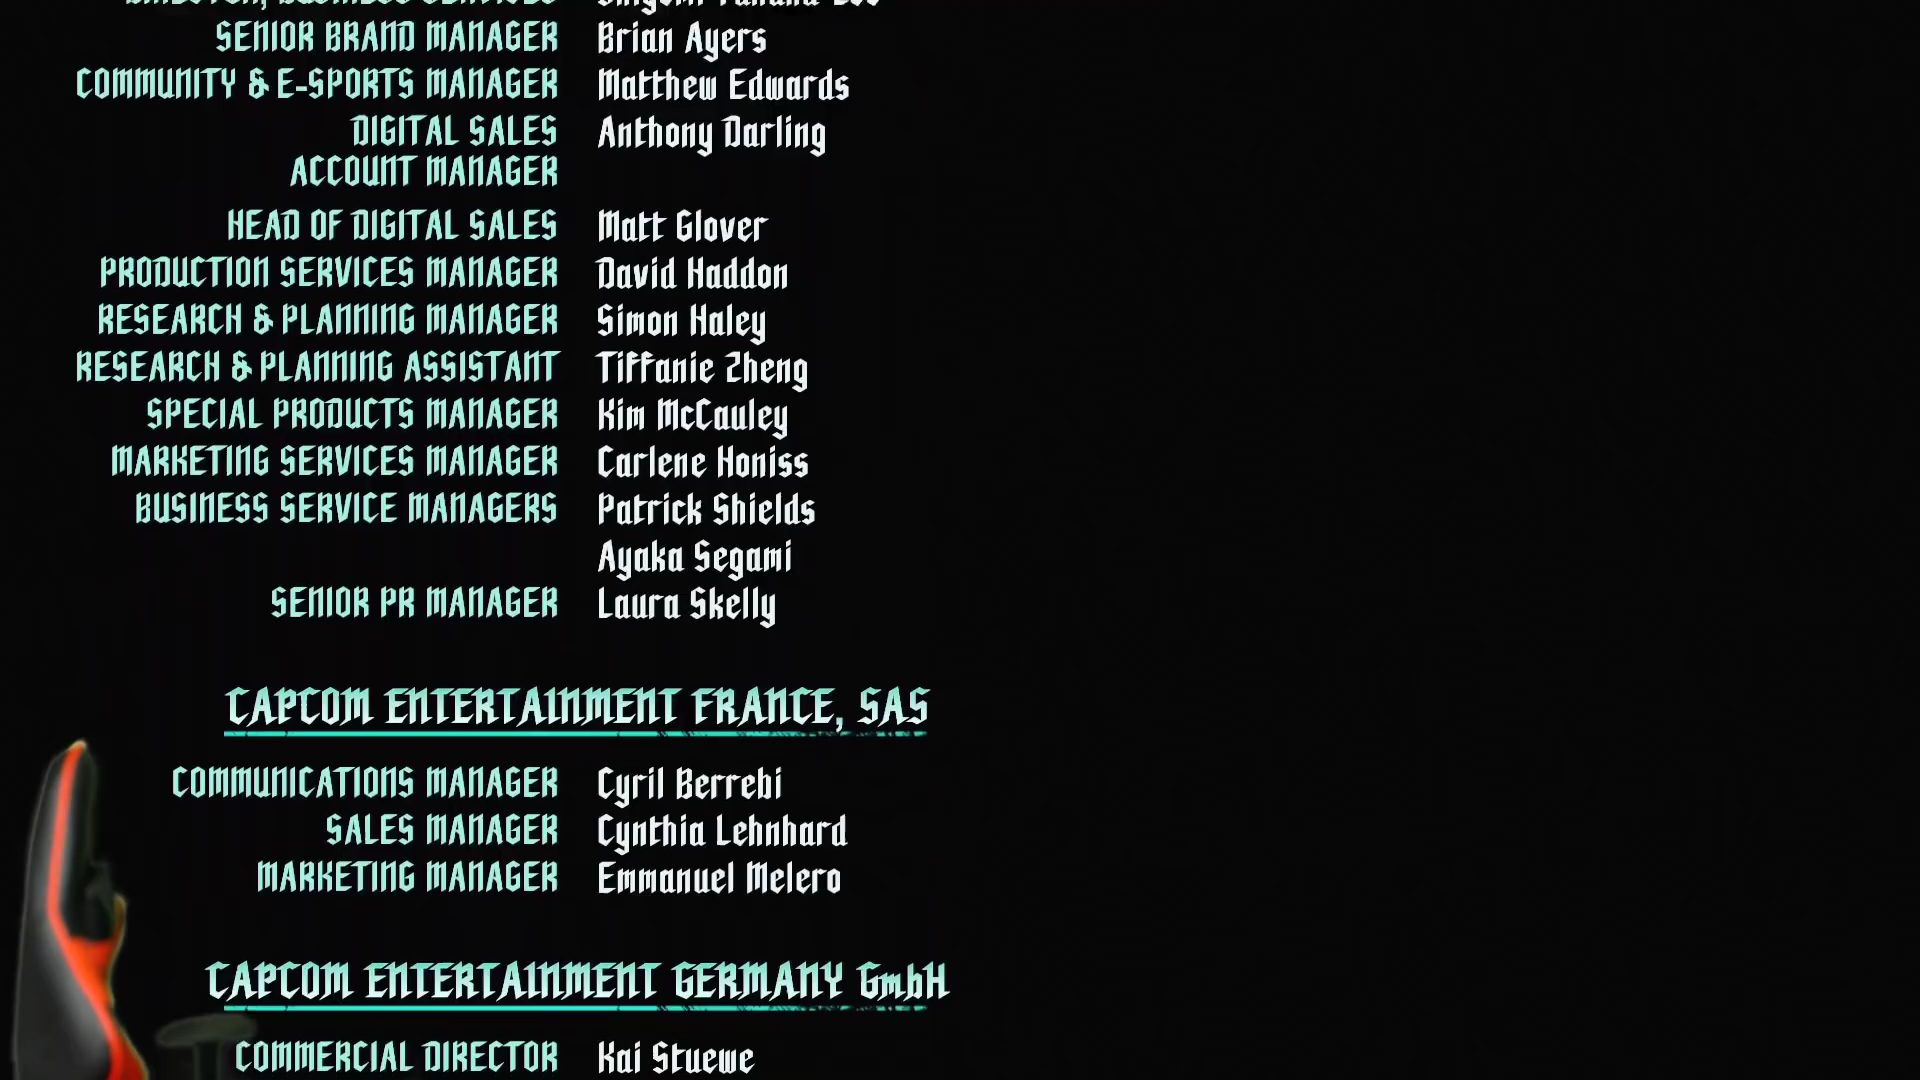 SENIOR BRAND MANAGER Brian Ayers
COMMUNITY & E-SPORTS MANAGER Matthew Edwards
DIGITAL SALES Anthony Darling
ACCOUNT MANAGER
HEAD OF DIGITAL SALES Matt Glover
PRODUCTION SERVICES MANAGER David Haddon
RESEARCH & PLANNING MANAGER Simon Haley
RESEARCH & PLANNING ASSISTANT Tiffanie Zheng
SPECIAL PRODUCTS MANAGER Kim McCauley
MARKETING SERVICES MANAGER Carlene Honiss
BUSINESS SERVICE MANAGERS Patrick Shields
Ayaka Segami
SENIOR PR MANAGER Laura Skelly
CAPCOM ENTERTAINMENT FRANCE, SAS
COMMUNICATIONS MANAGER Cyril Berrebi
SALES MANAGER Cynthia Lehnhard
MARKETING MANAGER Emmanuel Melero
CAPCOM ENTERTAINMENT GERMANY GmbH
COMMERCIAL DIRECTOR Kai Stuewe